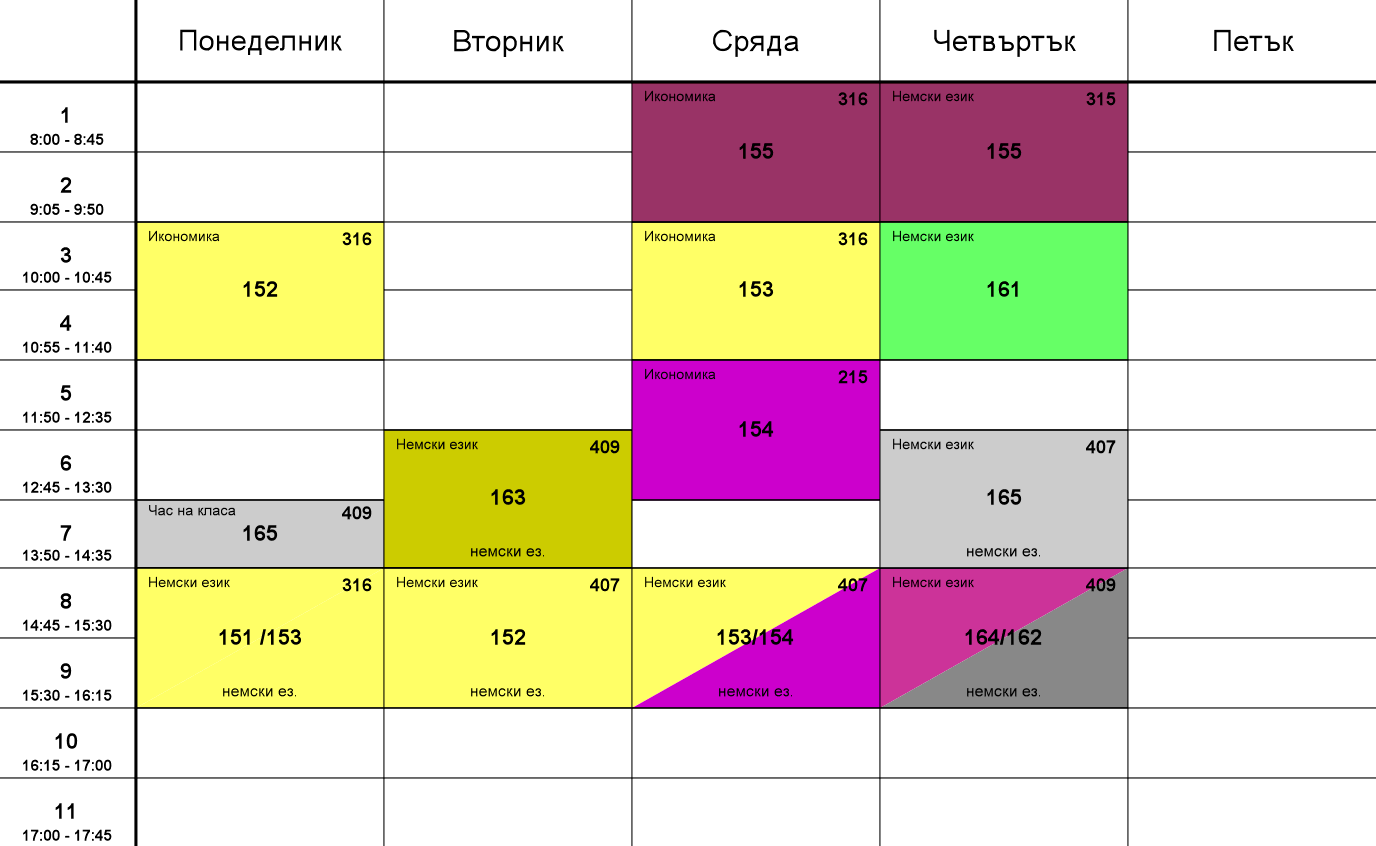 Понеделник Вторник Сряда Четвъртък Петък
1
8:00 - 8:45
Икономика 316
155
Немски език 315
155
2
9:05 - 9:50
3
10:00 - 10:45
Икономика 316
152
Икономика 316
153
Немски език
161
4
10:55 - 11:40
5
11:50 - 12:35
Икономика 215
154
6
12:45 - 13:30
Немски език 409
163
немски ез.
Немски език 407
165
немски ез.
7
13:50 - 14:35
Час на класа 409
165
8
14:45 - 15:30
Немски език 316
151 /153
немски ез.
Немски език 407
152
немски ез.
Немски език 407
153/154
немски ез.
Немски език 409
164/162
немски ез.
9
15:30 - 16:15
10
16:15 - 17:00
11
17:00 - 17:45